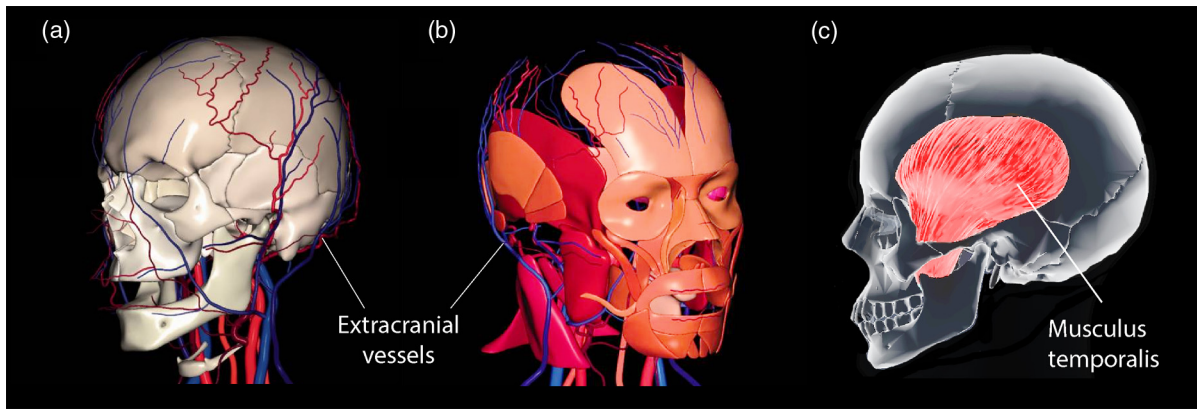 (a)
(b)
(c)
Extracranial
vessels
Musculus
temporalis